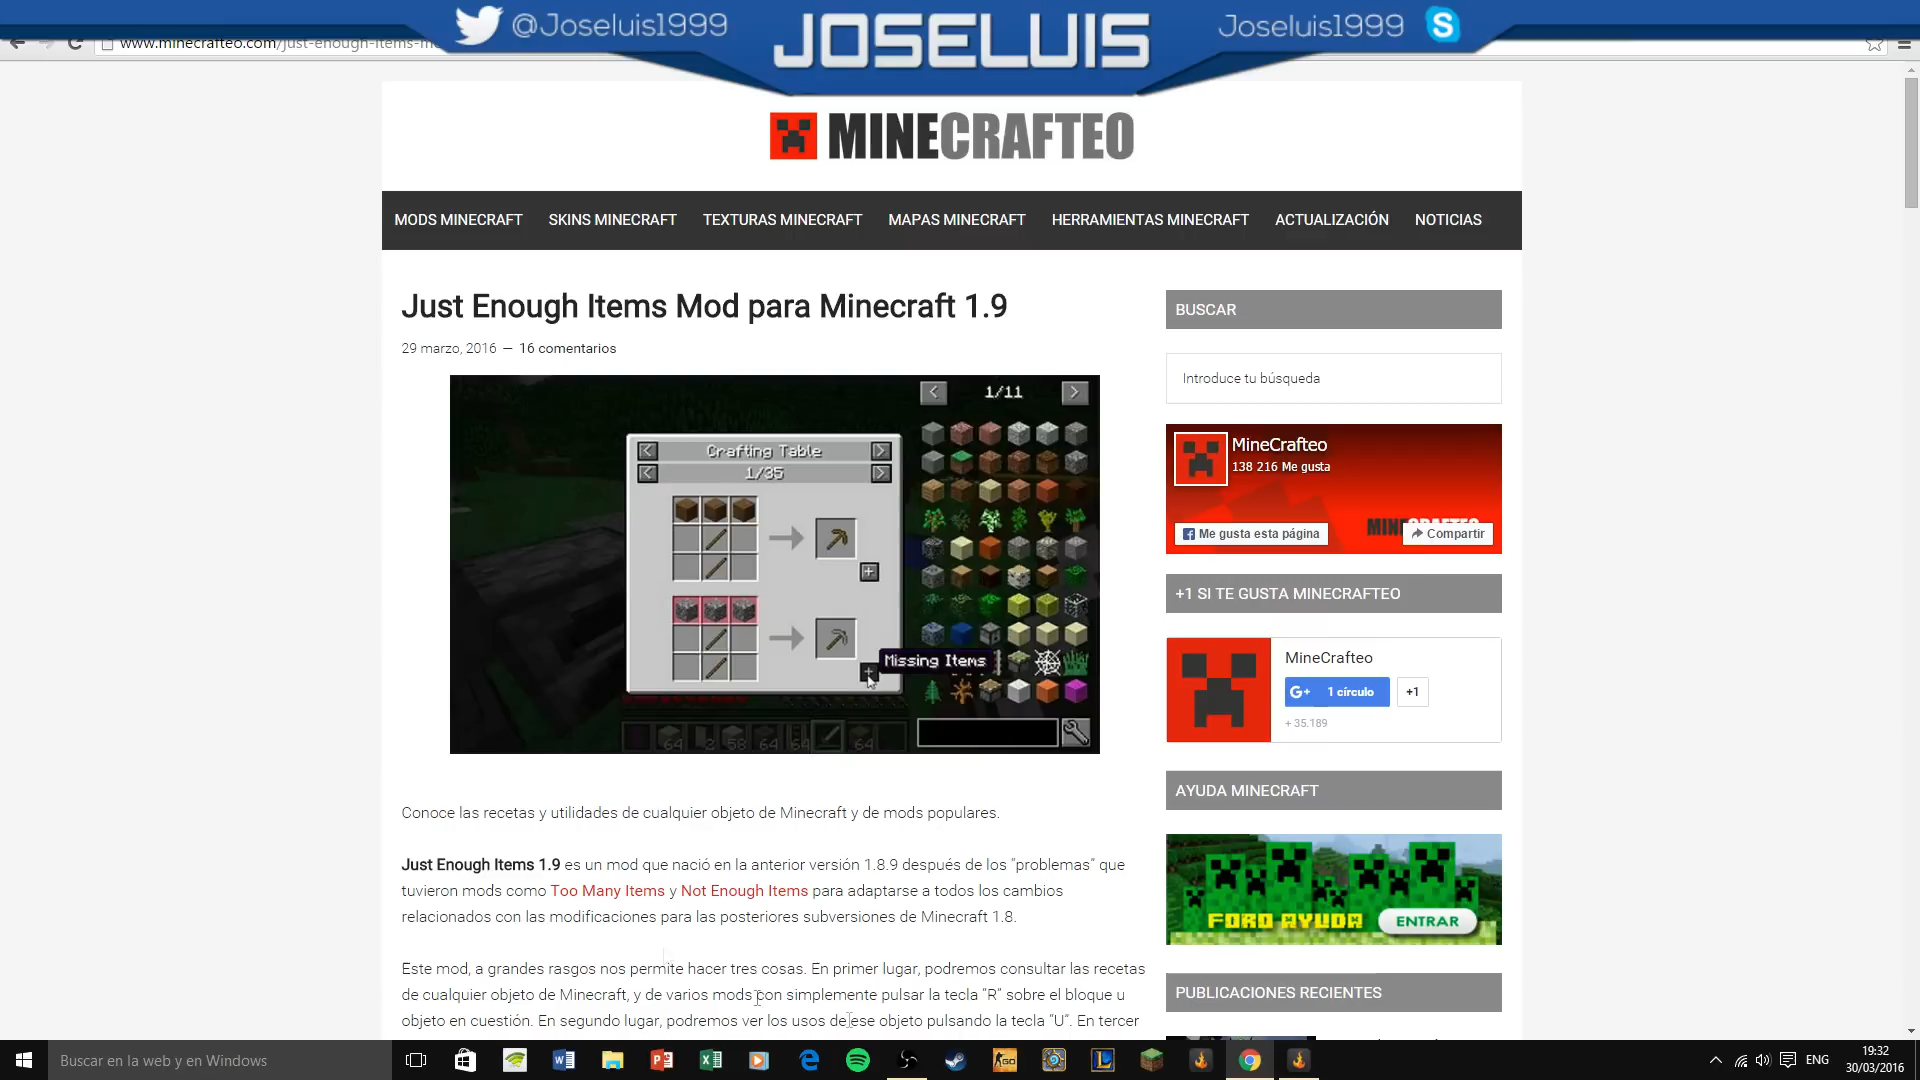 @Joseluis1999
JOSELUIS
Joseluis1999
www.minecrafteo.com/just-enough-items-m
MINECRAFTEO
MODS MINECRAFT
SKINS MINECRAFT
TEXTURAS MINECRAFT
MAPAS MINECRAFT
HERRAMIENTAS MINECRAFT
ACTUALIZACIÓN
NOTICIAS
Just Enough Items Mod para Minecraft 1.9
29 marzo, 2016 — 16 comentarios
1/11
Crafting Table
1/35
Missing Items
64
3
58
64
64
64
Conoce las recetas y utilidades de cualquier objeto de Minecraft y de mods populares.
Just Enough Items 1.9 es un mod que nació en la anterior versión 1.8.9 después de los “problemas” que
tuvieron mods como Too Many Items y Not Enough Items para adaptarse a todos los cambios
relacionados con las modificaciones para las posteriores subversiones de Minecraft 1.8.
Este mod, a grandes rasgos nos permite hacer tres cosas. En primer lugar, podremos consultar las recetas
de cualquier objeto de Minecraft, y de varios mods con simplemente pulsar la tecla “R” sobre el bloque u
objeto en cuestión. En segundo lugar, podremos ver los usos de ese objeto pulsando la tecla “U”. En tercer
BUSCAR
Introduce tu búsqueda
MineCrafteo
138 216 Me gusta
Me gusta esta página
Compartir
+1 SI TE GUSTA MINECRAFTEO
MineCrafteo
G+ 1 círculo
+1
+ 35.189
AYUDA MINECRAFT
FORO AYUDA
ENTRAR
PUBLICACIONES RECIENTES
Buscar en la web y en Windows
ENG
19:32
30/03/2016